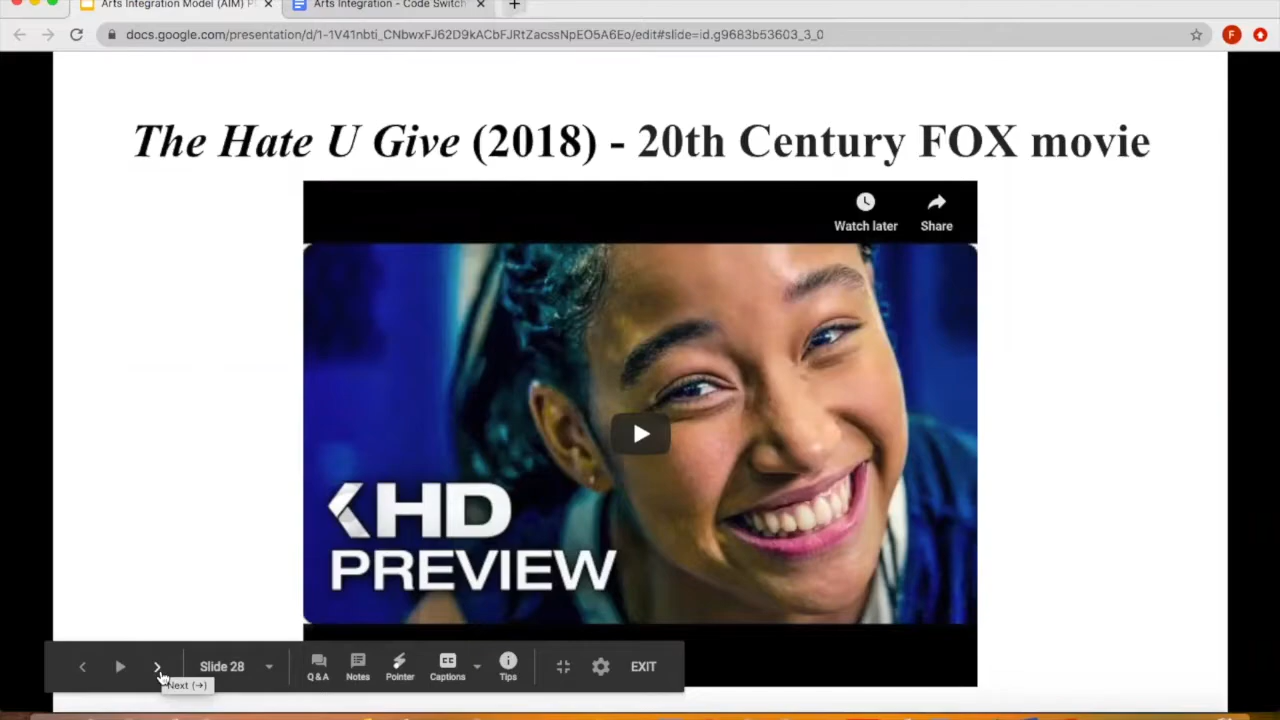 Arts Integration Model (AIM) P
Arts Integration - Code Switch
docs.google.com/presentation/d/1-1V41nbti_CNbwxFJ62D9kACbFJRtZacssNpEO5A6Eo/edit#slide=id.g9683b53603_3_0
F
The Hate U Give (2018) - 20th Century FOX movie
Watch later
Share
HD
PREVIEW
Slide 28
Q & A
Notes
Pointer
CC
Captions
Tips
EXIT
Next (→)